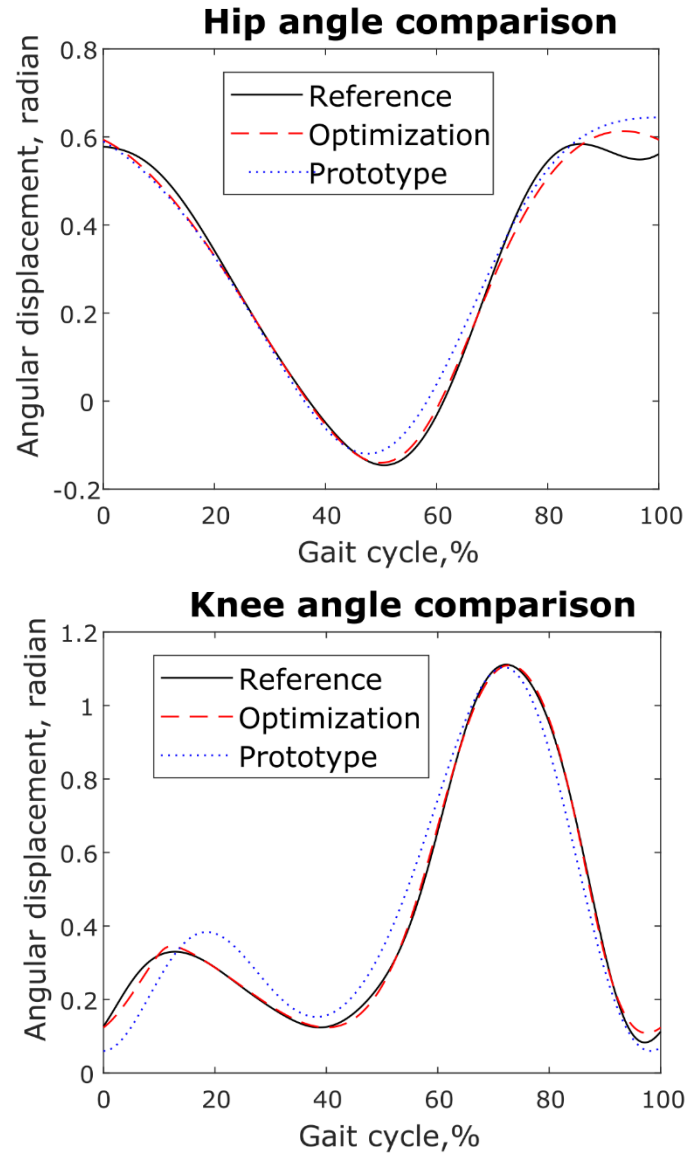 Hip angle comparison
Angular displacement, radian
0.8
0.6
0.4
0.2
0
-0.2
Reference
Optimization
Prototype
0 20 40 60 80 100
Gait cycle,%
Knee angle comparison
Angular displacement, radian
1.2
1
0.8
0.6
0.4
0.2
0
Reference
Optimization
Prototype
0 20 40 60 80 100
Gait cycle,%